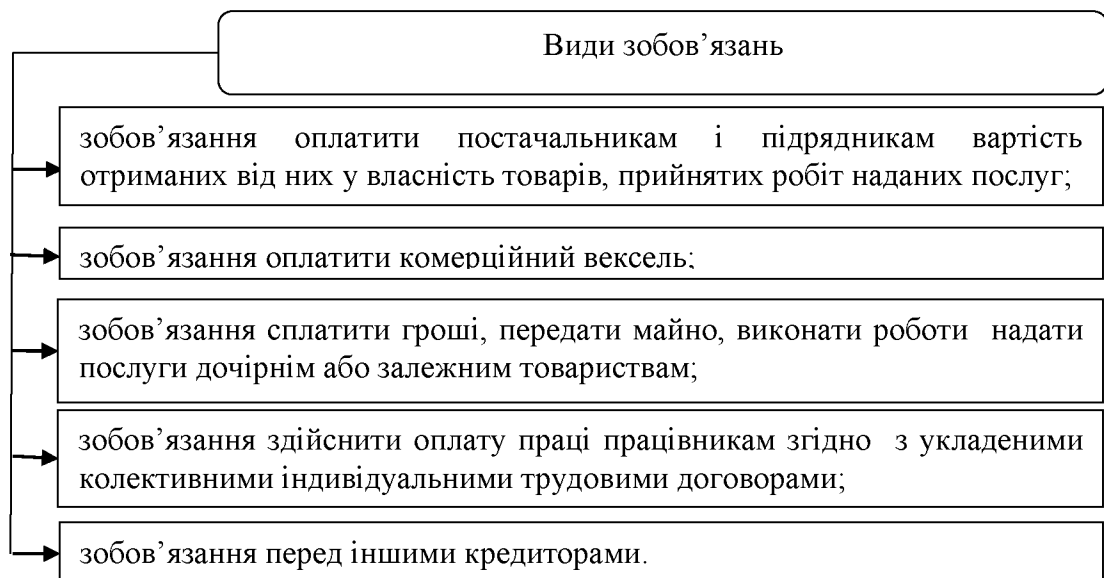 Види зобов’язань
зобов’язання оплатити постачальникам і підрядникам вартість
отриманих від них у власність товарів, прийнятих робіт наданих послуг;
зобов’язання оплатити комерційний вексель;
зобов’язання сплатити гроші, передати майно, виконати роботи надати
послуги дочірнім або залежним товариствам;
зобов’язання здійснити оплату праці працівникам згідно з укладеними
колективними індивідуальними трудовими договорами;
зобов’язання перед іншими кредиторами.